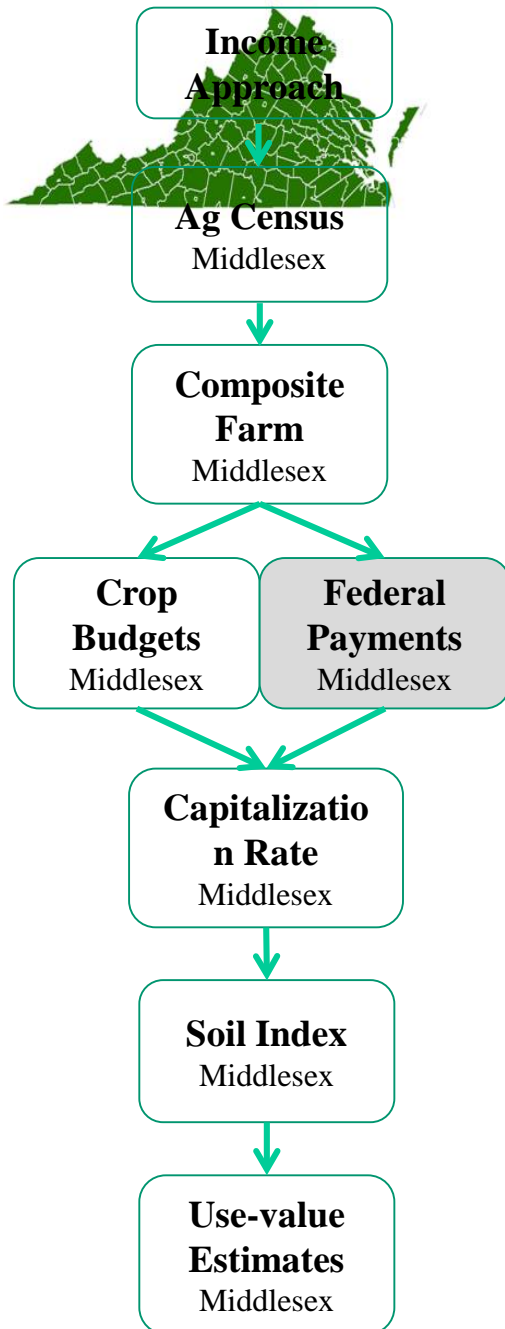 Income
Approach
Ag Census
Middlesex
Composite
Farm
Middlesex
Crop
Budgets
Middlesex
Federal
Payments
Middlesex
Capitalizatio
n Rate
Middlesex
Soil Index
Middlesex
Use-value
Estimates
Middlesex